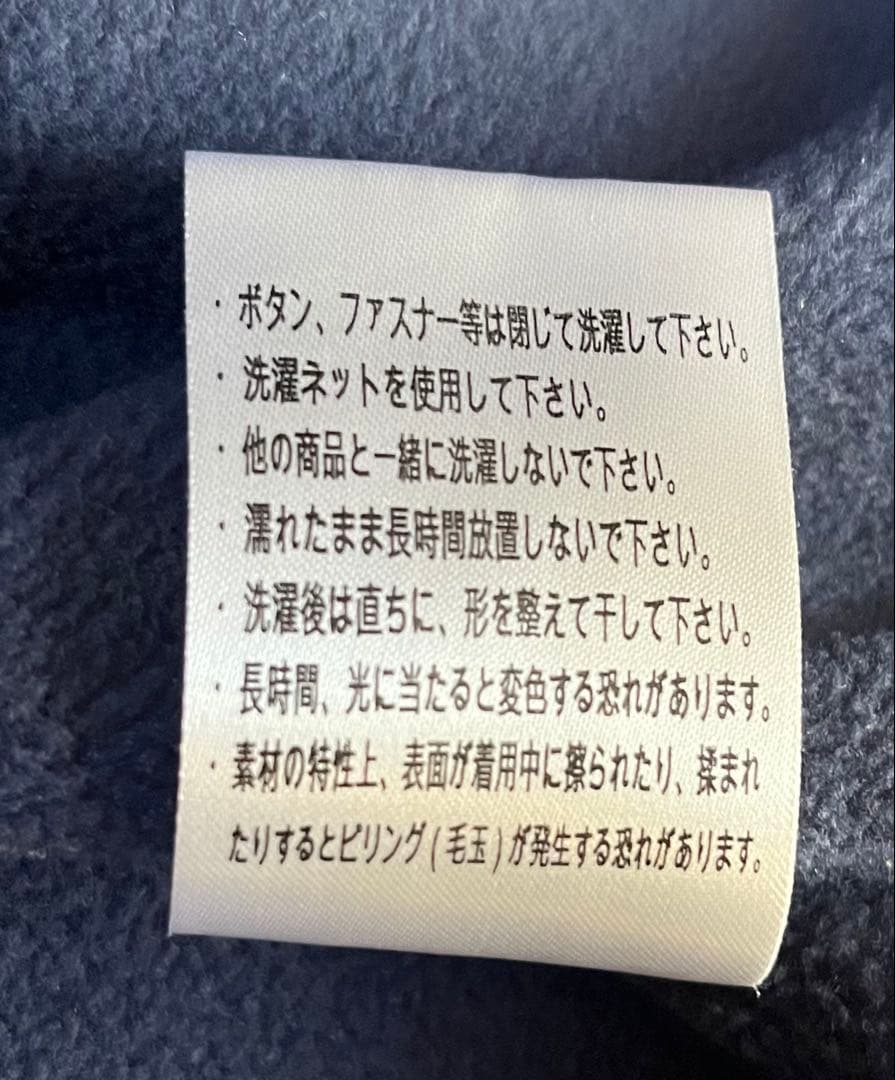 ・ボタン、ファスナー等は閉じて洗濯して下さい。
・洗濯ネットを使用して下さい。
・他の商品と一緒に洗濯しないで下さい。
・濡れたまま長時間放置しないで下さい。
・洗濯後は直ちに、形を整えて干して下さい。
・長時間、光に当たると変色する恐れがあります。
・素材の特性上、表面が着用中に擦られたり、揉まれ
たりするとピリング(毛玉)が発生する恐れがあります。